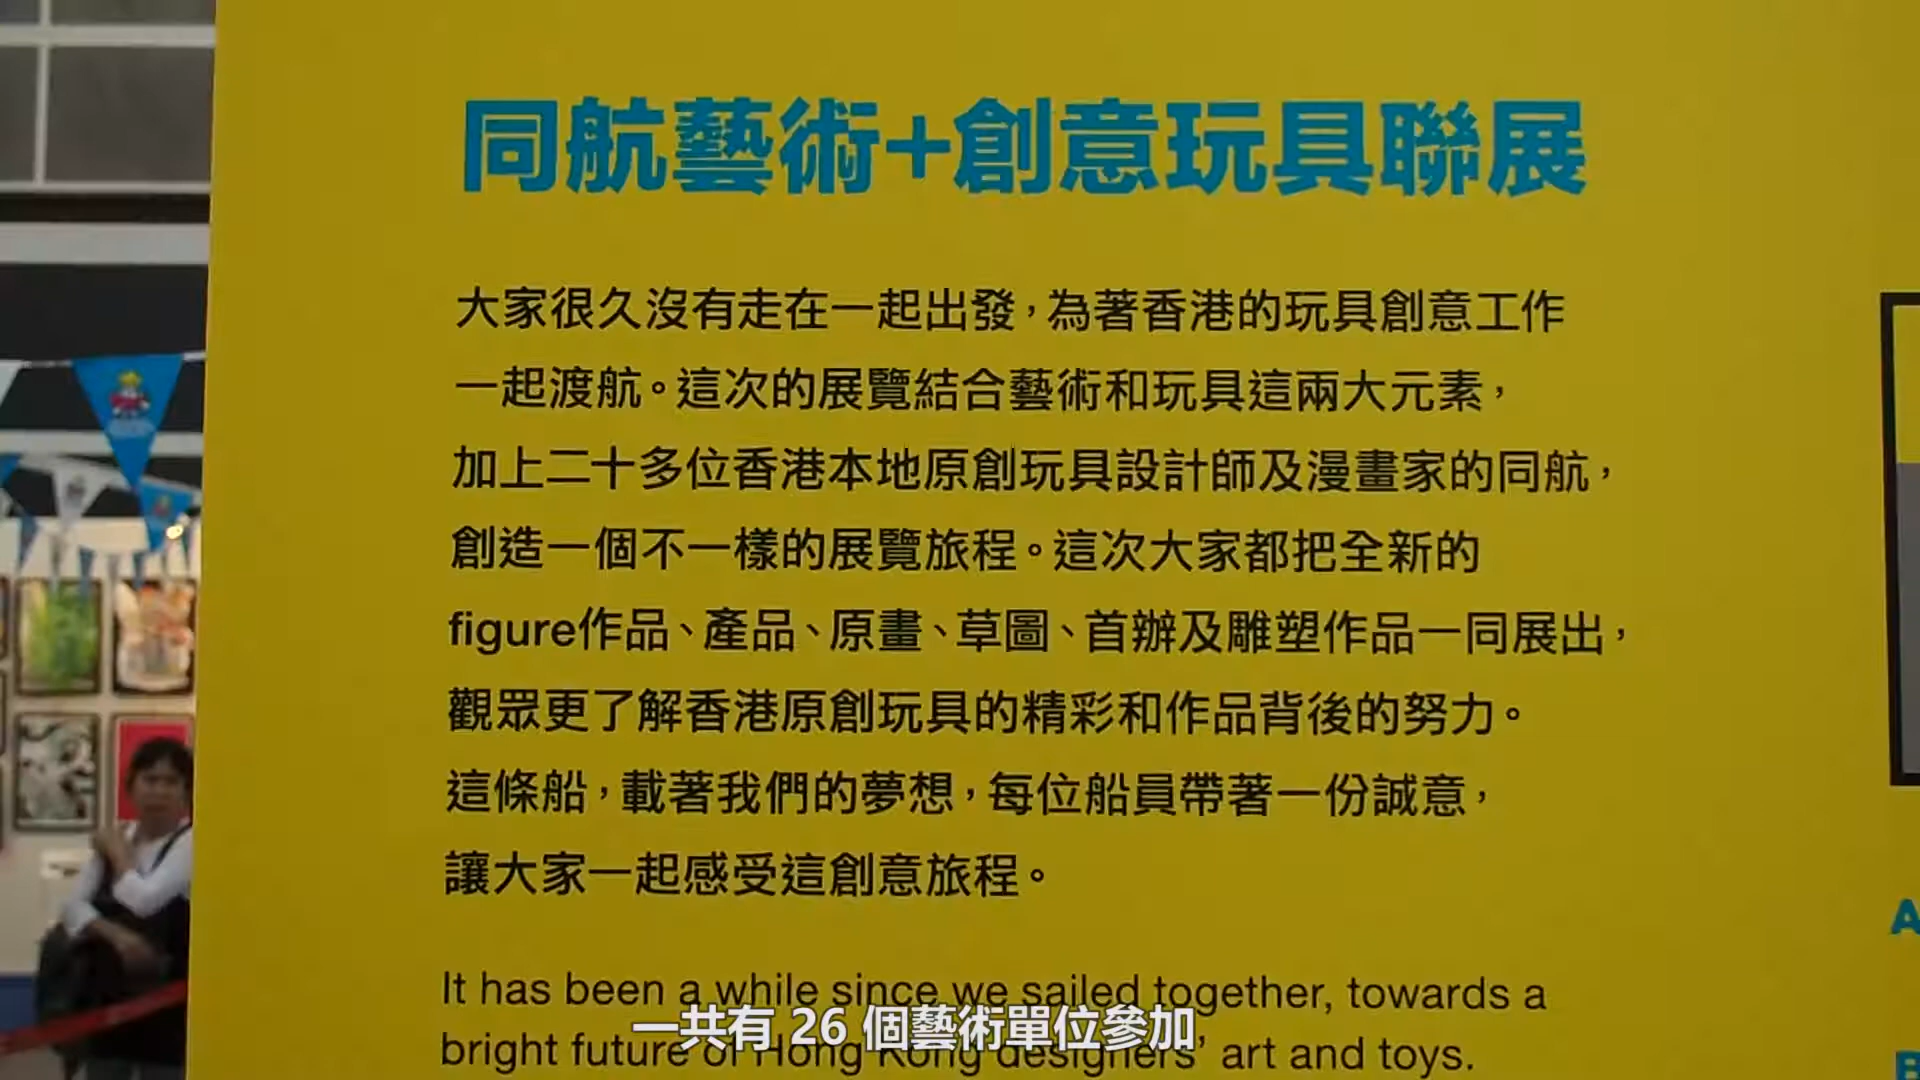 同航藝術+創意玩具聯展
大家很久沒有走在一起出發，為著香港的玩具創意工作
一起渡航。這次的展覽結合藝術和玩具這兩大元素，
加上二十多位香港本地原創玩具設計師及漫畫家的同航，
創造一個不一樣的展覽旅程。這次大家都把全新的
figure作品、產品、原畫、草圖、首辦及雕塑作品一同展出，
觀眾更了解香港原創玩具的精彩和作品背後的努力。
這條船，載著我們的夢想，每位船員帶著一份誠意，
讓大家一起感受這創意旅程。
It has been a while since we sailed together, towards a
bright future of Hong Kong designers' art and toys.
一共有 26 個藝術單位參加
A
B